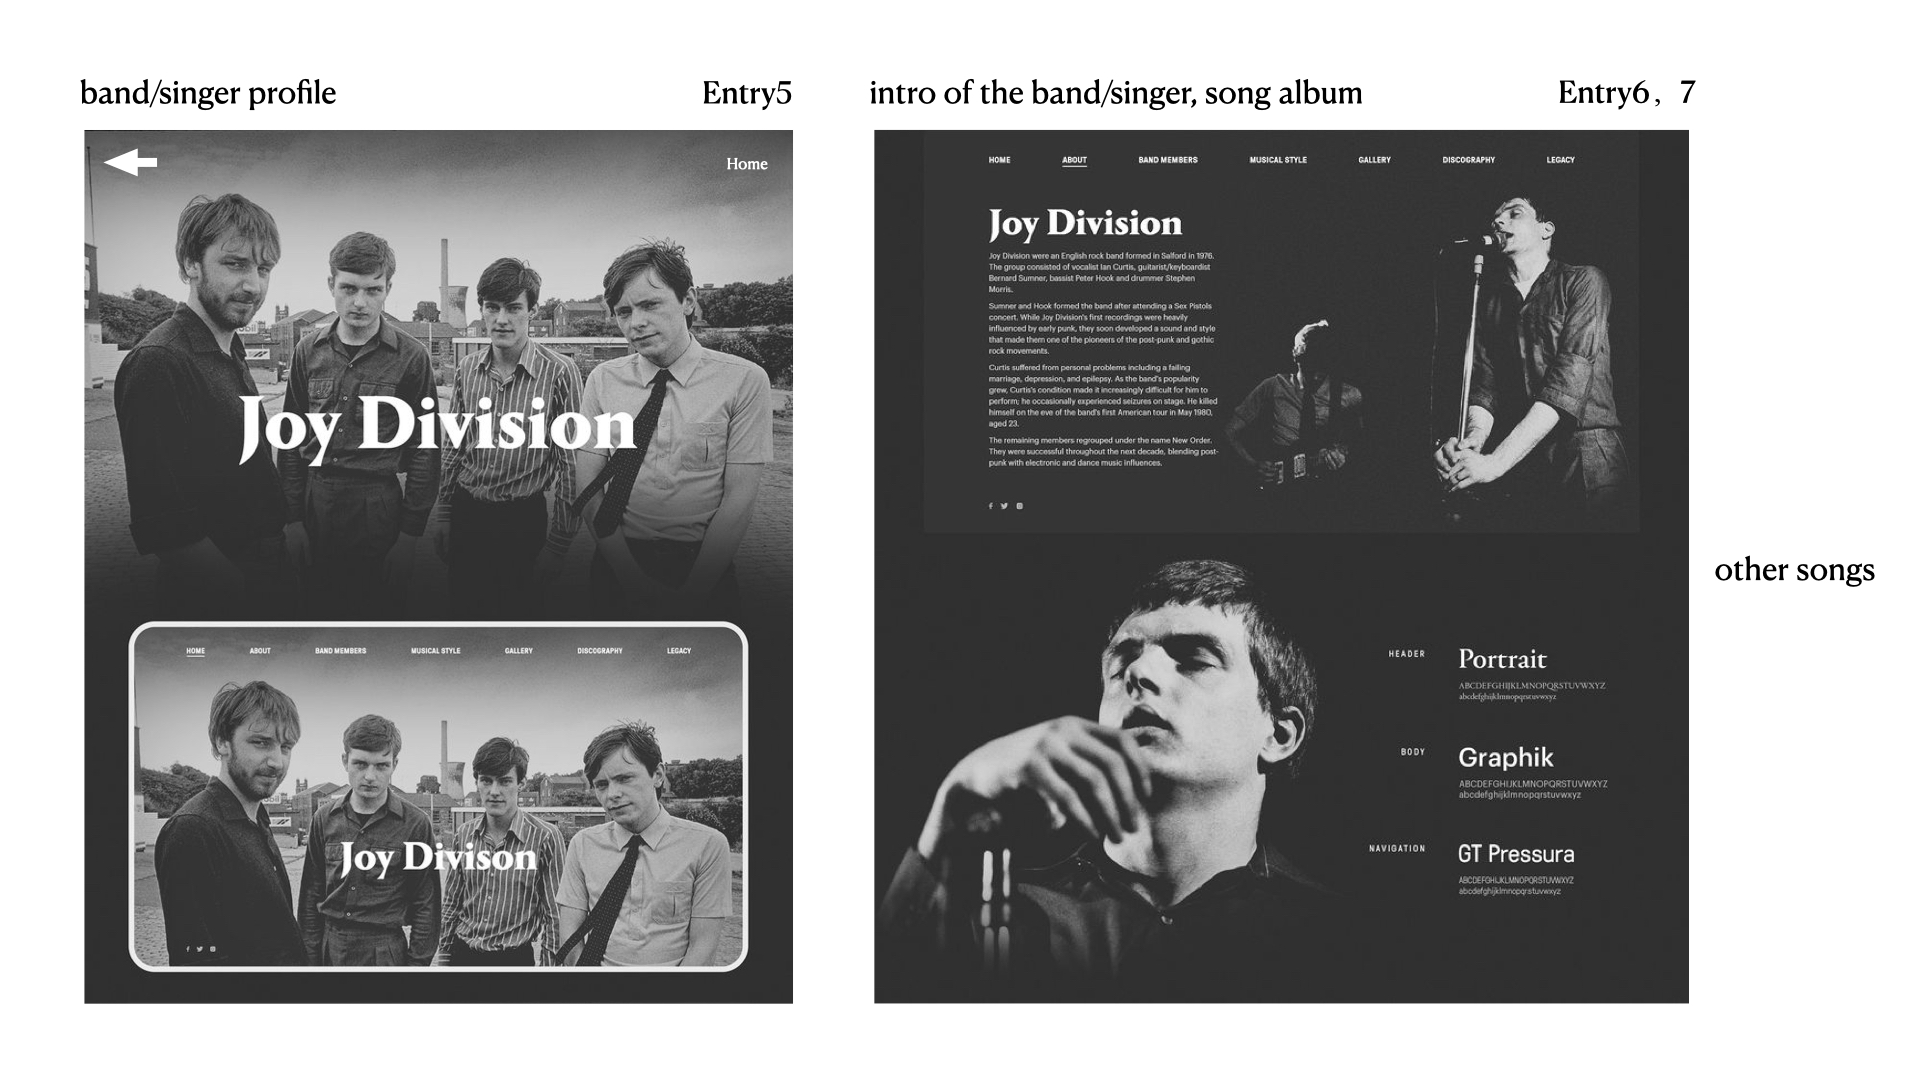 band/singer profile
Entry5
Home
Joy Division
HOME ABOUT BAND MEMBERS MUSICAL STYLE GALLERY DISCOGRAPHY LEGACY
Joy Divison
intro of the band/singer, song album
Entry6, 7
HOME ABOUT BAND MEMBERS MUSICAL STYLE GALLERY DISCOGRAPHY LEGACY
Joy Division
Joy Division were an English rock band formed in Salford in 1976.
The group consisted of vocalist Ian Curtis, guitarist/keyboardist
Bernard Sumner, bassist Peter Hook and drummer Stephen
Morris.
Sumner and Hook formed the band after attending a Sex Pistols
concert. While Joy Division's first recordings were heavily
influenced by early punk, they soon developed a sound and style
that made them one of the pioneers of the post-punk and gothic
rock movements.
Curtis suffered from personal problems including a failing
marriage, depression, and epilepsy. As the band's popularity
grew, Curtis's condition made it increasingly difficult for him to
perform; he occasionally experienced seizures on stage. He killed
himself on the eve of the band's first American tour in May 1980,
aged 23.
The remaining members regrouped under the name New Order.
They were successful throughout the next decade, blending post-
punk with electronic and dance music influences.
HEADER
Portrait
ABCDEFGHIJKLMNOPQRSTUVWXYZ
abcdefghijklmnopqrstuvwxyz
BODY
Graphik
ABCDEFGHIJKLMNOPQRSTUVWXYZ
abcdefghijklmnopqrstuvwxyz
NAVIGATION
GT Pressura
ABCDEFGHIJKLMNOPQRSTUVWXYZ
abcdefghijklmnopqrstuvwxyz
other songs